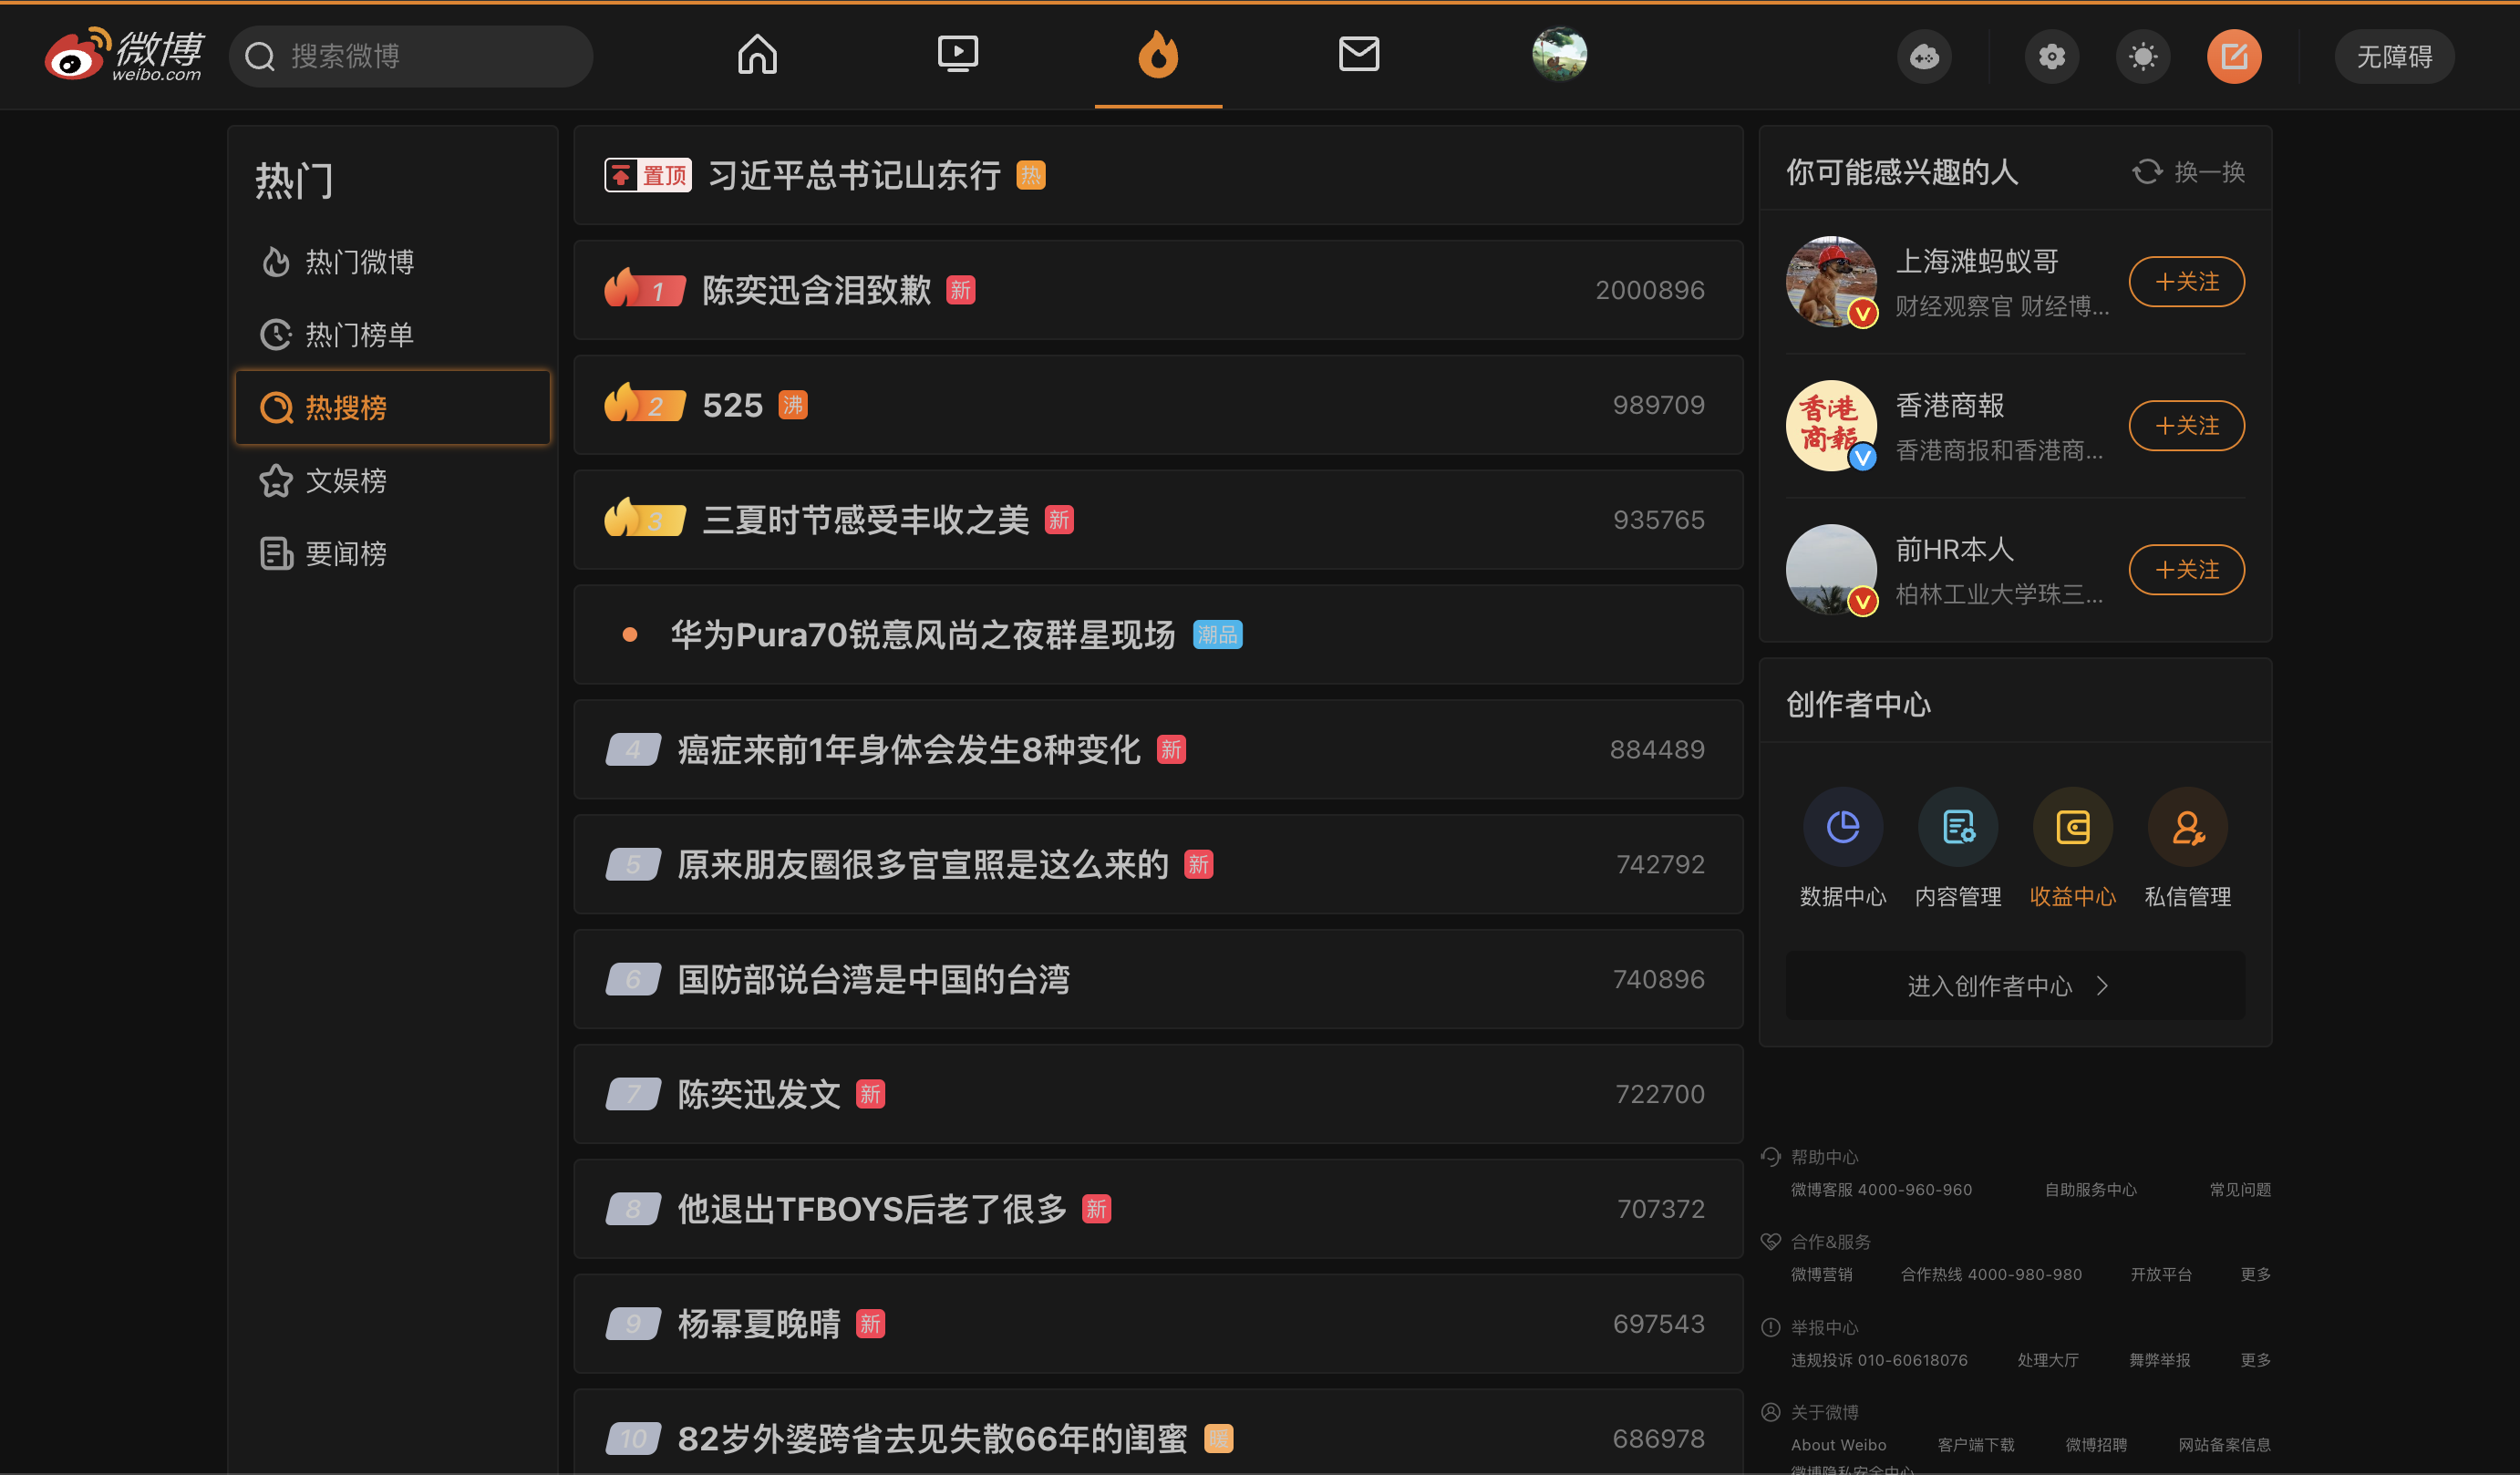 微博
weibo.com
搜索微博
无障碍
热门
热门微博
热门榜单
热搜榜
文娱榜
要闻榜
置顶 习近平总书记山东行 热
1 陈奕迅含泪致歉 新 2000896
2 525 沸 989709
3 三夏时节感受丰收之美 新 935765
华为Pura70锐意风尚之夜群星现场 潮品
4 癌症来前1年身体会发生8种变化 新 884489
5 原来朋友圈很多官宣照是这么来的 新 742792
6 国防部说台湾是中国的台湾 740896
7 陈奕迅发文 新 722700
8 他退出TFBOYS后老了很多 新 707372
9 杨幂夏晚晴 新 697543
10 82岁外婆跨省去见失散66年的闺蜜 暖 686978
你可能感兴趣的人 换一换
上海滩蚂蚁哥
财经观察官 财经博...
+关注
香港
商報
香港商報
香港商报和香港商...
+关注
前HR本人
柏林工业大学珠三...
+关注
创作者中心
数据中心 内容管理 收益中心 私信管理
进入创作者中心
帮助中心
微博客服 4000-960-960 自助服务中心 常见问题
合作&服务
微博营销 合作热线 4000-980-980 开放平台 更多
举报中心
违规投诉 010-60618076 处理大厅 舞弊举报 更多
关于微博
About Weibo 客户端下载 微博招聘 网站备案信息
微博隐私安全中心